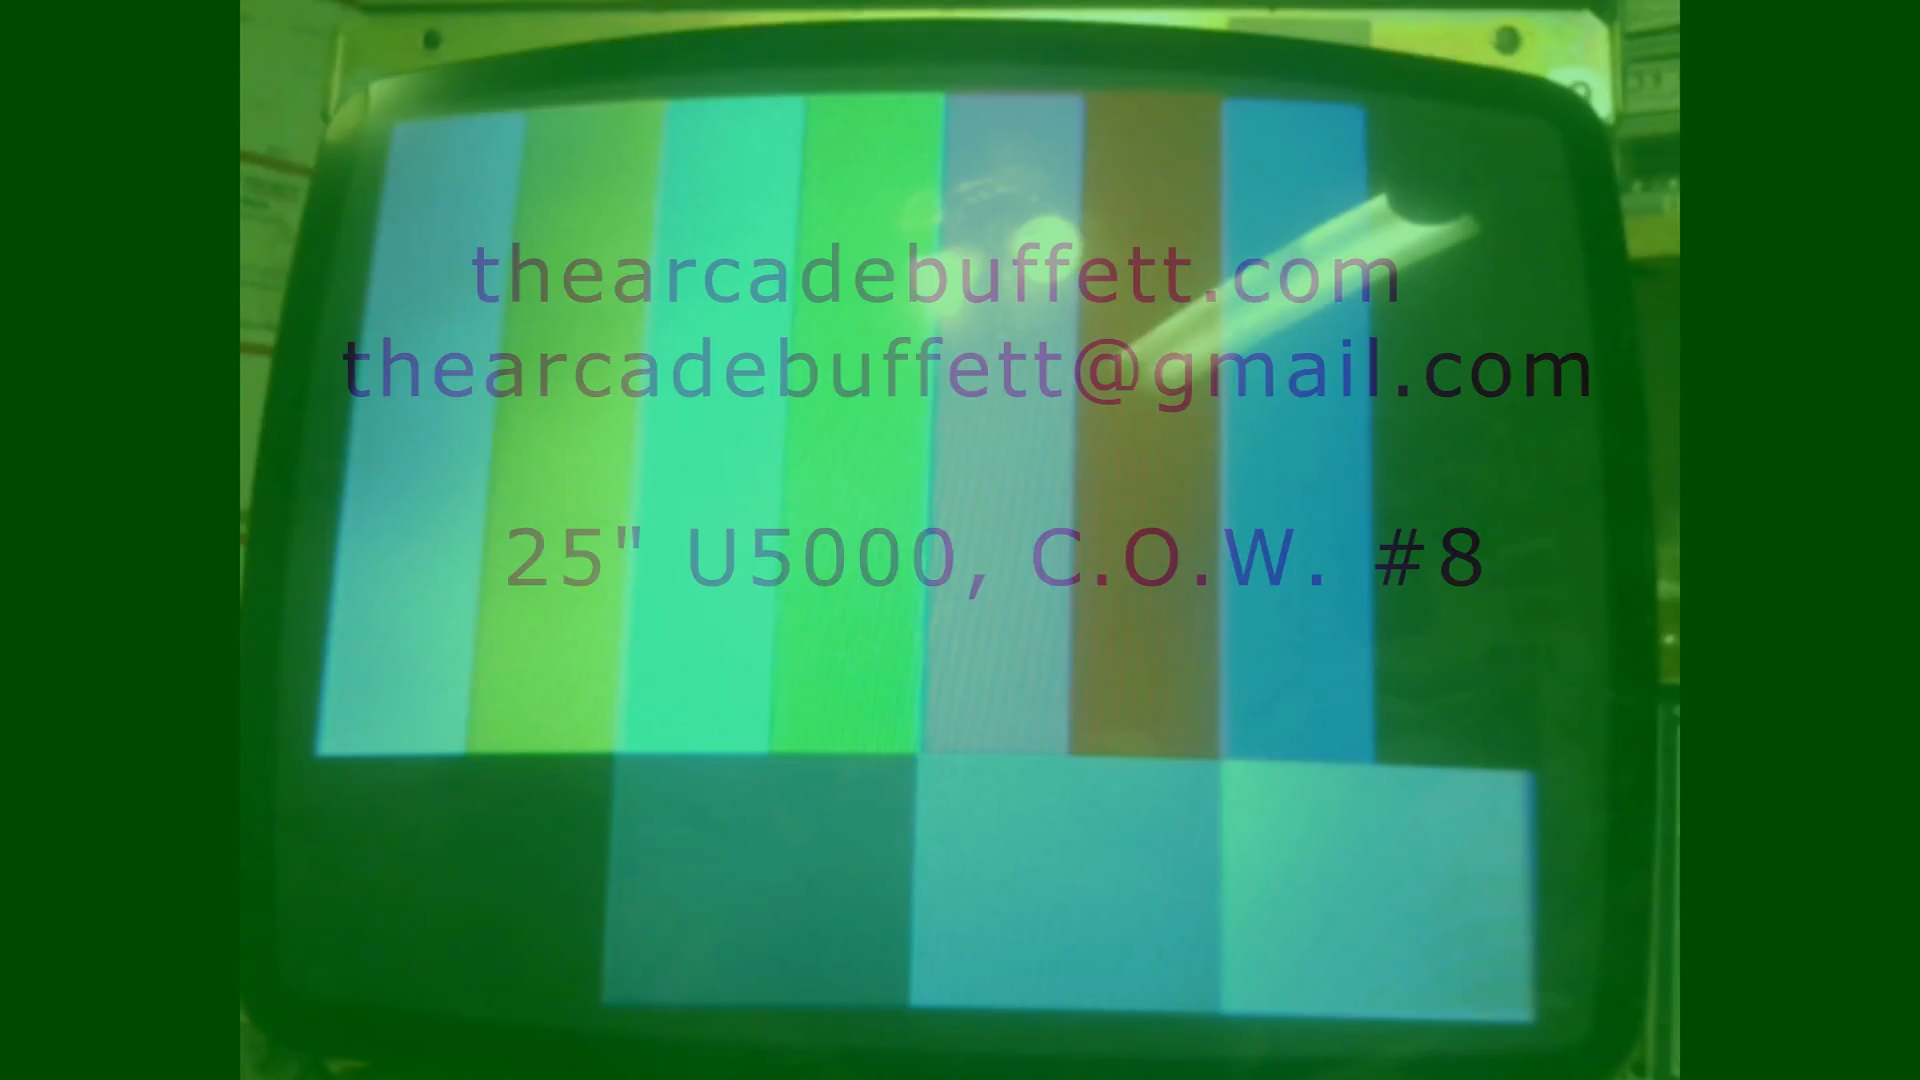 thearcadebuffett.com
thearcadebuffett@gmail.com
25" U5000, C.O.W. #8